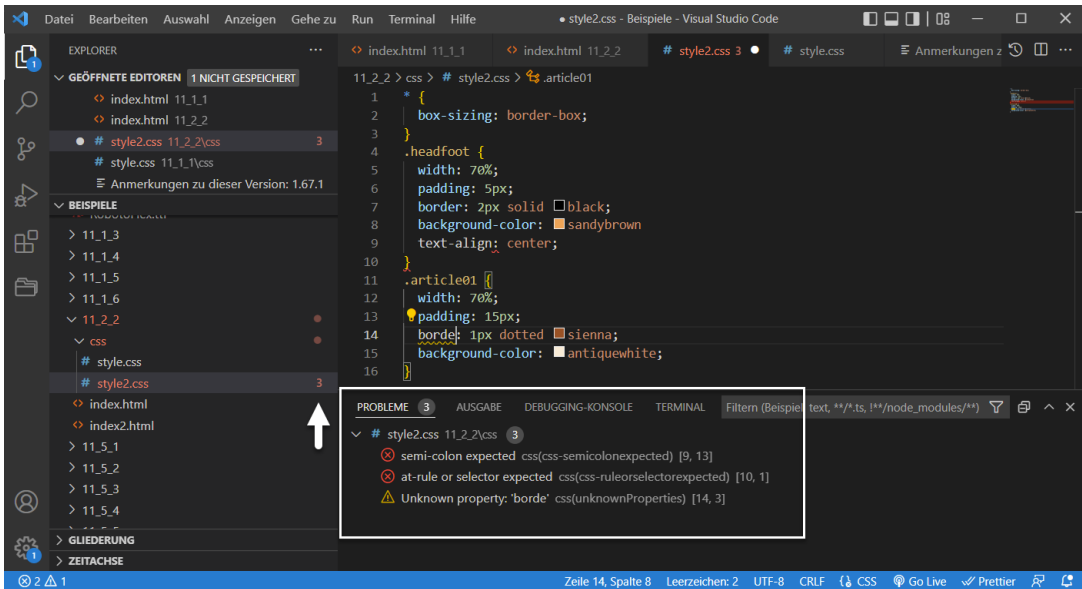 Datei Bearbeiten Auswahl Anzeigen Gehe zu Run Terminal Hilfe ● style2.css - Beispiele - Visual Studio Code
EXPLORER ···
GEÖFFNETE EDITOREN 1 NICHT GESPEICHERT
<> index.html 11_1_1
<> index.html 11_2_2
● # style2.css 11_2_2\css 3
# style.css 11_1_1\css
Anmerkungen zu dieser Version: 1.67.1
BEISPIELE
> 11_1_3
> 11_1_4
> 11_1_5
> 11_1_6
11_2_2
css
# style.css
# style2.css 3
<> index.html
<> index2.html
> 11_5_1
> 11_5_2
> 11_5_3
> 11_5_4
> GLIEDERUNG
> ZEITACHSE
1
1
<> index.html 11_1_1 <> index.html 11_2_2 # style2.css 3 ● # style.css Anmerkungen z
11_2_2 > css > # style2.css > .article01
1 * {
2 box-sizing: border-box;
3 }
4 .headfoot {
5 width: 70%;
6 padding: 5px;
7 border: 2px solid black;
8 background-color: sandybrown
9 text-align: center;
10 }
11 .article01 {
12 width: 70%;
13 padding: 15px;
14 borde: 1px dotted sienna;
15 background-color: antiquewhite;
16 }
PROBLEME 3 AUSGABE DEBUGGING-KONSOLE TERMINAL Filtern (Beispiel: text, **/*.ts, !**/node_modules/**)
# style2.css 11_2_2\css 3
semi-colon expected css(css-semicolonexpected) [9, 13]
at-rule or selector expected css(css-ruleorselectorexpected) [10, 1]
Unknown property: 'borde' css(unknownProperties) [14, 3]
2 1 Zeile 14, Spalte 8 Leerzeichen: 2 UTF-8 CRLF CSS Go Live Prettier